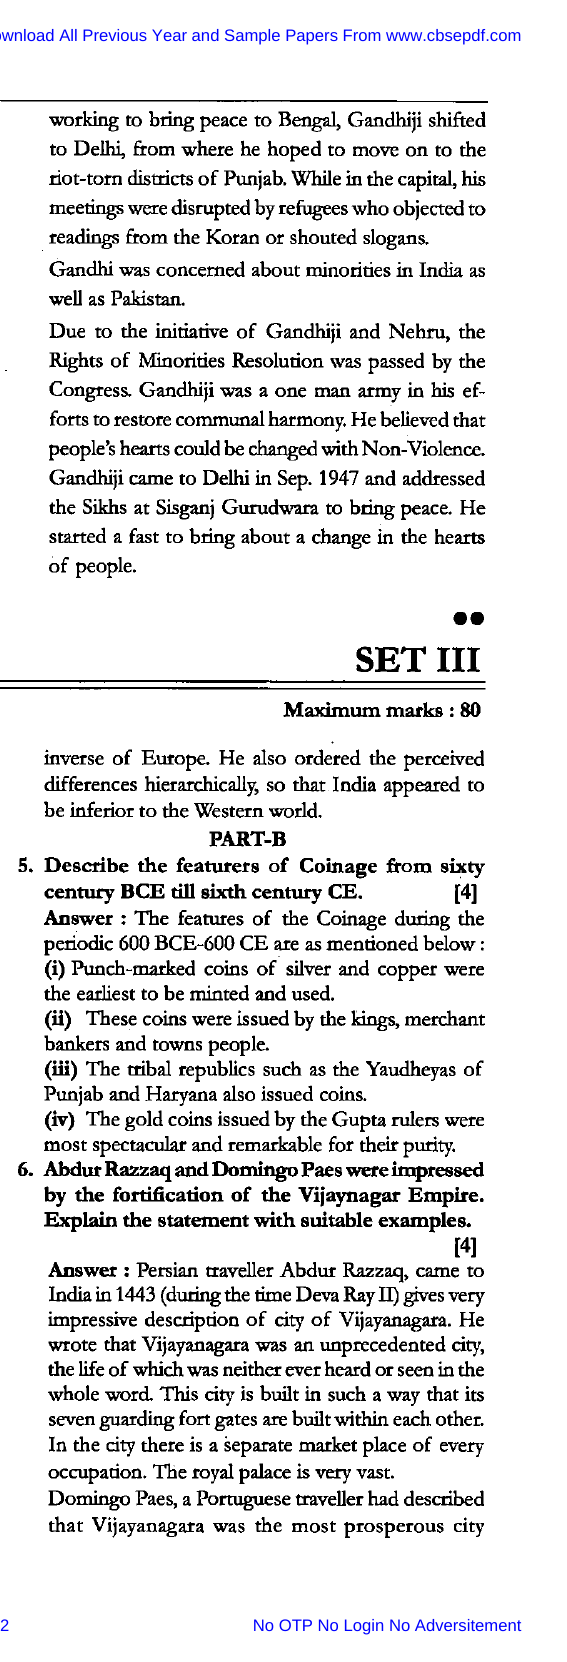 ownload All Previous Year and Sample Papers From www.cbsepdf.com
working to bring peace to Bengal, Gandhiji shifted
to Delhi, from where he hoped to move on to the
riot-torn districts of Punjab. While in the capital, his
meetings were disrupted by refugees who objected to
readings from the Koran or shouted slogans.
Gandhi was concerned about minorities in India as
well as Pakistan.
Due to the initiative of Gandhiji and Nehru, the
Rights of Minorities Resolution was passed by the
Congress. Gandhiji was a one man army in his ef-
forts to restore communal harmony. He believed that
people's hearts could be changed with Non-Violence.
Gandhiji came to Delhi in Sep. 1947 and addressed
the Sikhs at Sisganj Gurudwara to bring peace. He
started a fast to bring about a change in the hearts
of people.
●●
SET III
Maximum marks : 80
inverse of Europe. He also ordered the perceived
differences hierarchically, so that India appeared to
be inferior to the Western world.
PART-B
5. Describe the featurers of Coinage from sixty
century BCE till sixth century CE. [4]
Answer : The features of the Coinage during the
periodic 600 BCE-600 CE are as mentioned below :
(i) Punch-marked coins of silver and copper were
the earliest to be minted and used.
(ii) These coins were issued by the kings, merchant
bankers and towns people.
(iii) The tribal republics such as the Yaudheyas of
Punjab and Haryana also issued coins.
(iv) The gold coins issued by the Gupta rulers were
most spectacular and remarkable for their purity.
6. Abdur Razzaq and Domingo Paes were impressed
by the fortification of the Vijaynagar Empire.
Explain the statement with suitable examples.
[4]
Answer : Persian traveller Abdur Razzaq, came to
India in 1443 (during the time Deva Ray II) gives very
impressive description of city of Vijayanagara. He
wrote that Vijayanagara was an unprecedented city,
the life of which was neither ever heard or seen in the
whole word. This city is built in such a way that its
seven guarding fort gates are built within each other.
In the city there is a separate market place of every
occupation. The royal palace is very vast.
Domingo Paes, a Portuguese traveller had described
that Vijayanagara was the most prosperous city
2 No OTP No Login No Adversitement